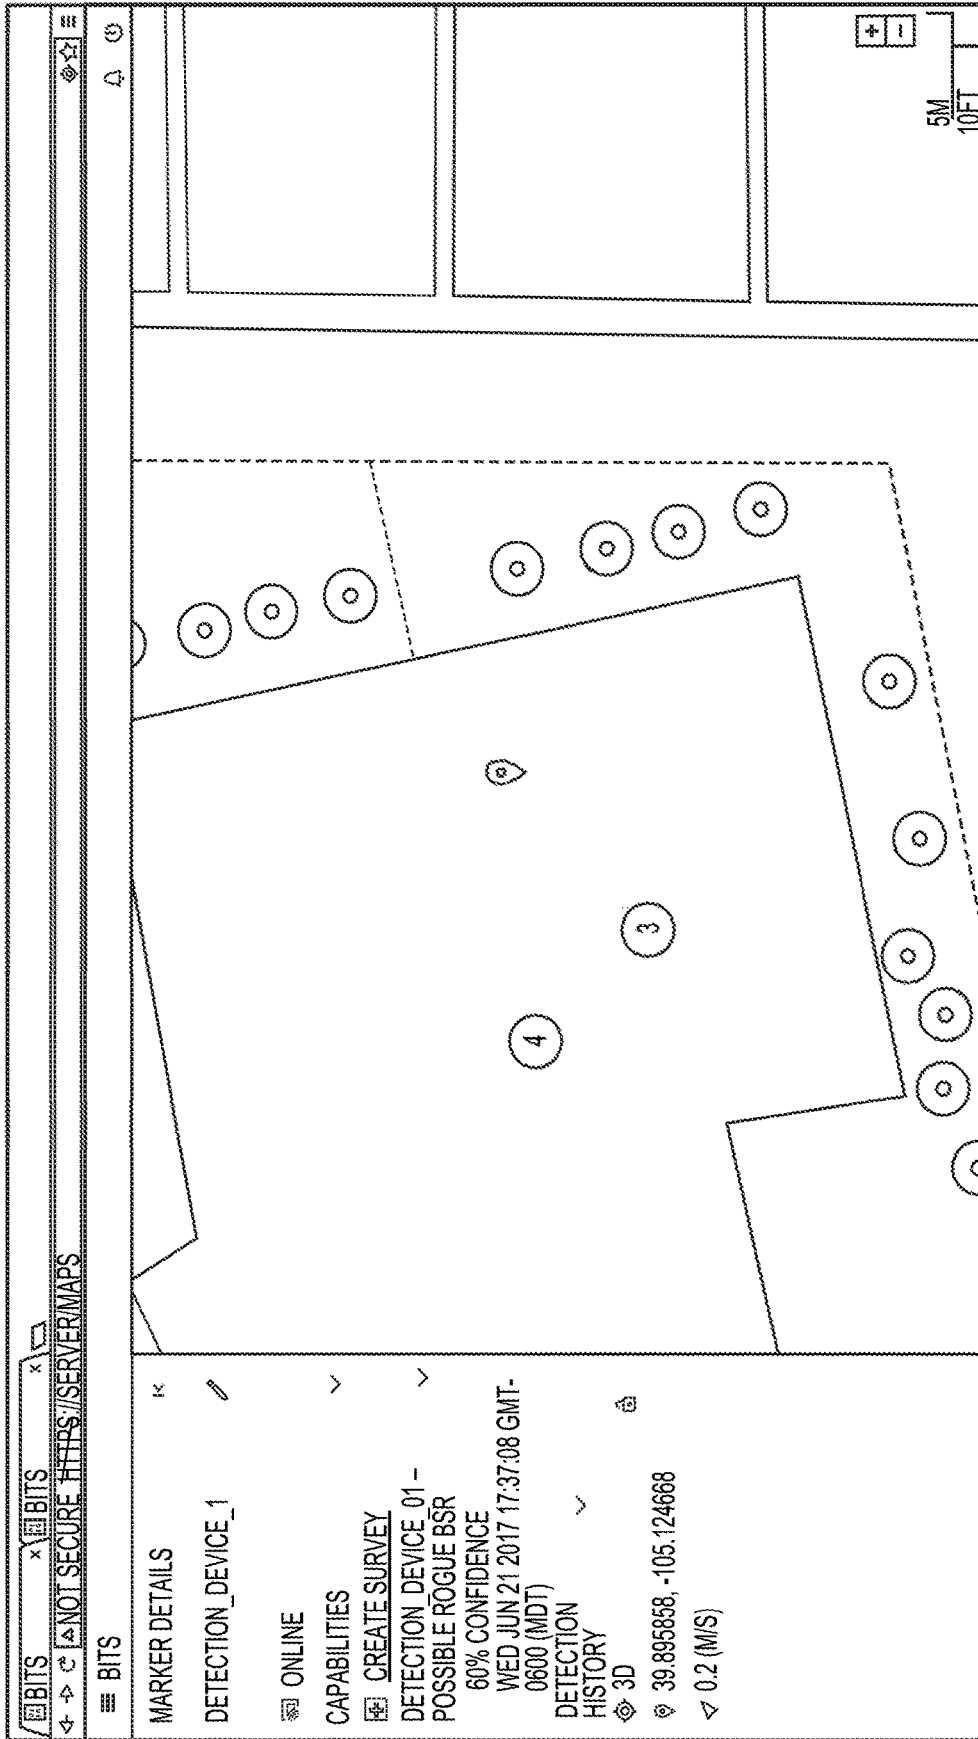 BITS × BITS ×
NOT SECURE HTTPS://SERVER/MAPS
BITS
MARKER DETAILS
DETECTION_DEVICE_1
ONLINE
CAPABILITIES
CREATE SURVEY
DETECTION_DEVICE_01 –
POSSIBLE ROGUE BSR
60% CONFIDENCE
WED JUN 21 2017 17:37:08 GMT-
0600 (MDT)
DETECTION
HISTORY
3D
39.895858, -105.124668
0.2 (M/S)
4
3
+
−
5M
10FT